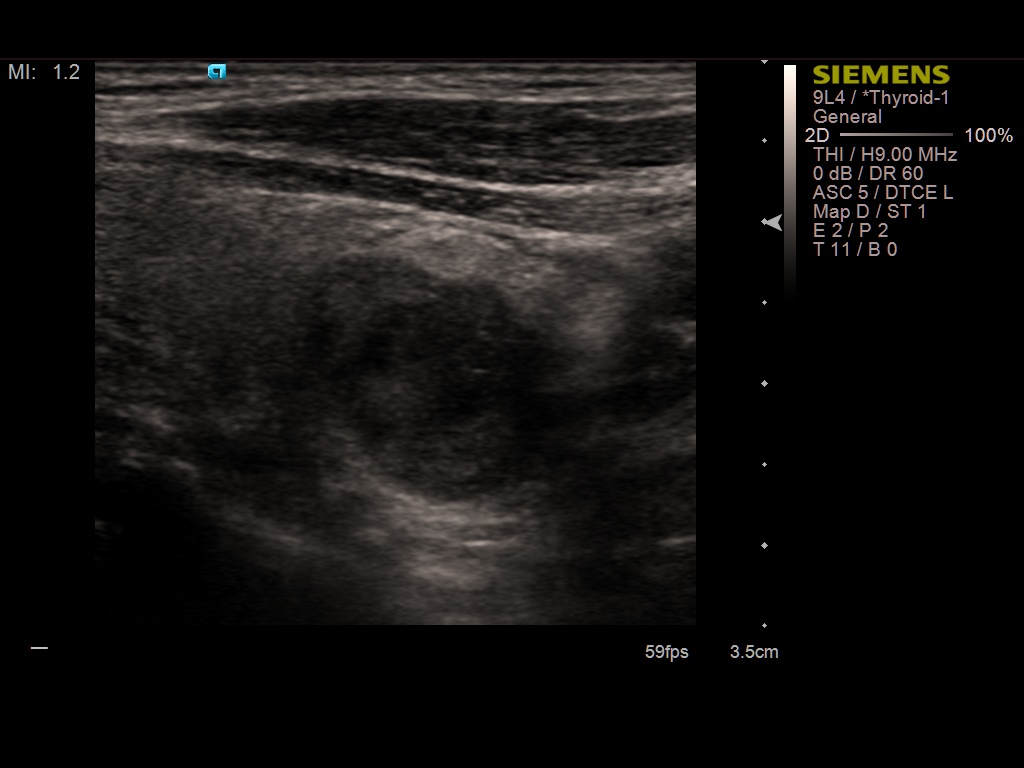 MI: 1.2
SIEMENS
9L4 / *Thyroid-1
General
2D 100%
THI / H9.00 MHz
0 dB / DR 60
ASC 5 / DTCE L
Map D / ST 1
E 2 / P 2
T 11 / B 0
59fps 3.5cm